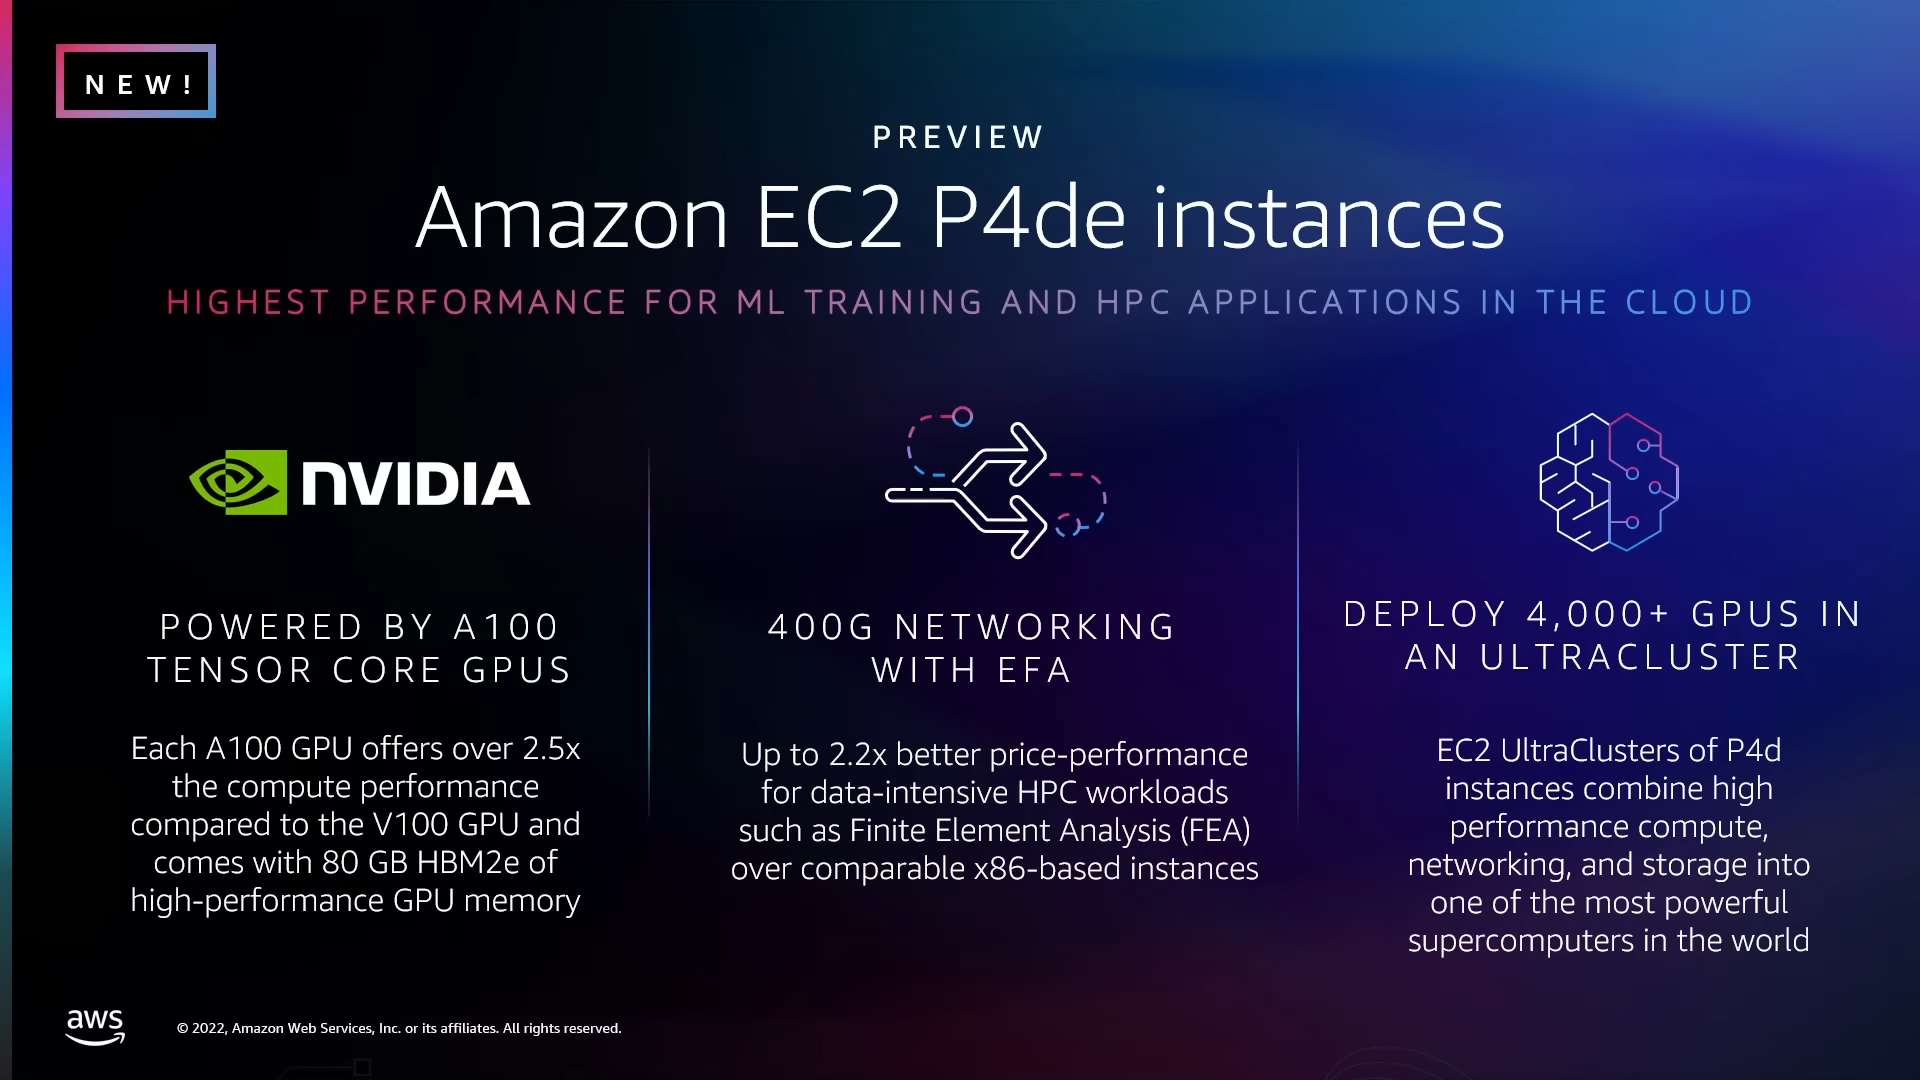 NEW!
PREVIEW
Amazon EC2 P4de instances
HIGHEST PERFORMANCE FOR ML TRAINING AND HPC APPLICATIONS IN THE CLOUD
NVIDIA
POWERED BY A100
TENSOR CORE GPUS
Each A100 GPU offers over 2.5x
the compute performance
compared to the V100 GPU and
comes with 80 GB HBM2e of
high-performance GPU memory
400G NETWORKING
WITH EFA
Up to 2.2x better price-performance
for data-intensive HPC workloads
such as Finite Element Analysis (FEA)
over comparable x86-based instances
DEPLOY 4,000+ GPUS IN
AN ULTRACLUSTER
EC2 UltraClusters of P4d
instances combine high
performance compute,
networking, and storage into
one of the most powerful
supercomputers in the world
aws
© 2022, Amazon Web Services, Inc. or its affiliates. All rights reserved.